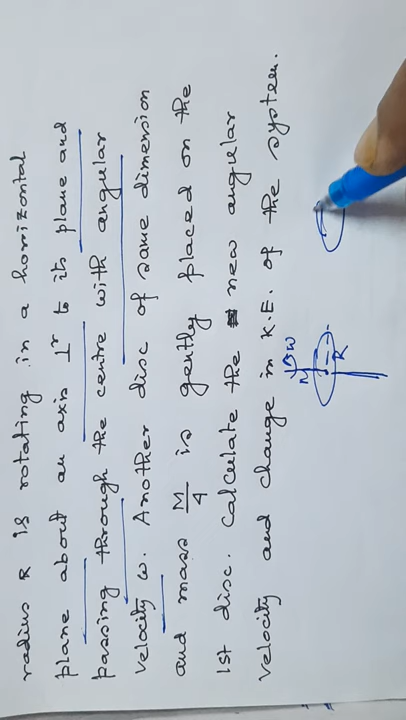 radius R is rotating in a horizontal
plane about an axis ⊥r to its plane and
passing through the centre with angular
velocity ω. Another disc of same dimension
and mass M/4 is gently placed on the
1st disc. Calculate the new angular
velocity and change in K.E. of the system.
ω
M
R